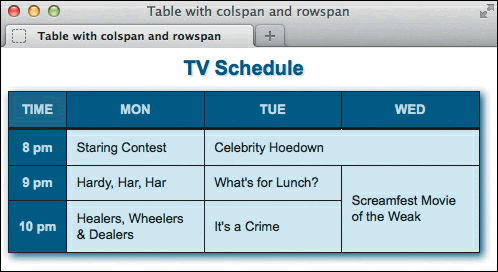 Table with colspan and rowspan
Table with colspan and rowspan
TV Schedule
TIME MON TUE WED
8 pm Staring Contest Celebrity Hoedown
9 pm Hardy, Har, Har What's for Lunch?
Screamfest Movie
of the Weak
10 pm Healers, Wheelers
& Dealers It's a Crime